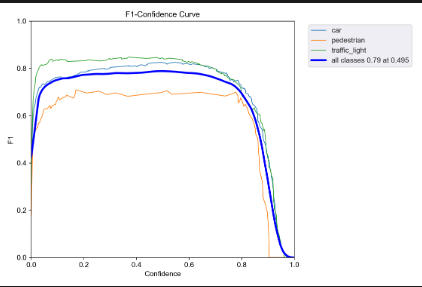 F1-Confidence Curve
car
pedestrian
traffic_light
all classes 0.79 at 0.495
1.0
0.8
0.6
0.4
0.2
0.0
F1
0.0 0.2 0.4 0.6 0.8 1.0
Confidence